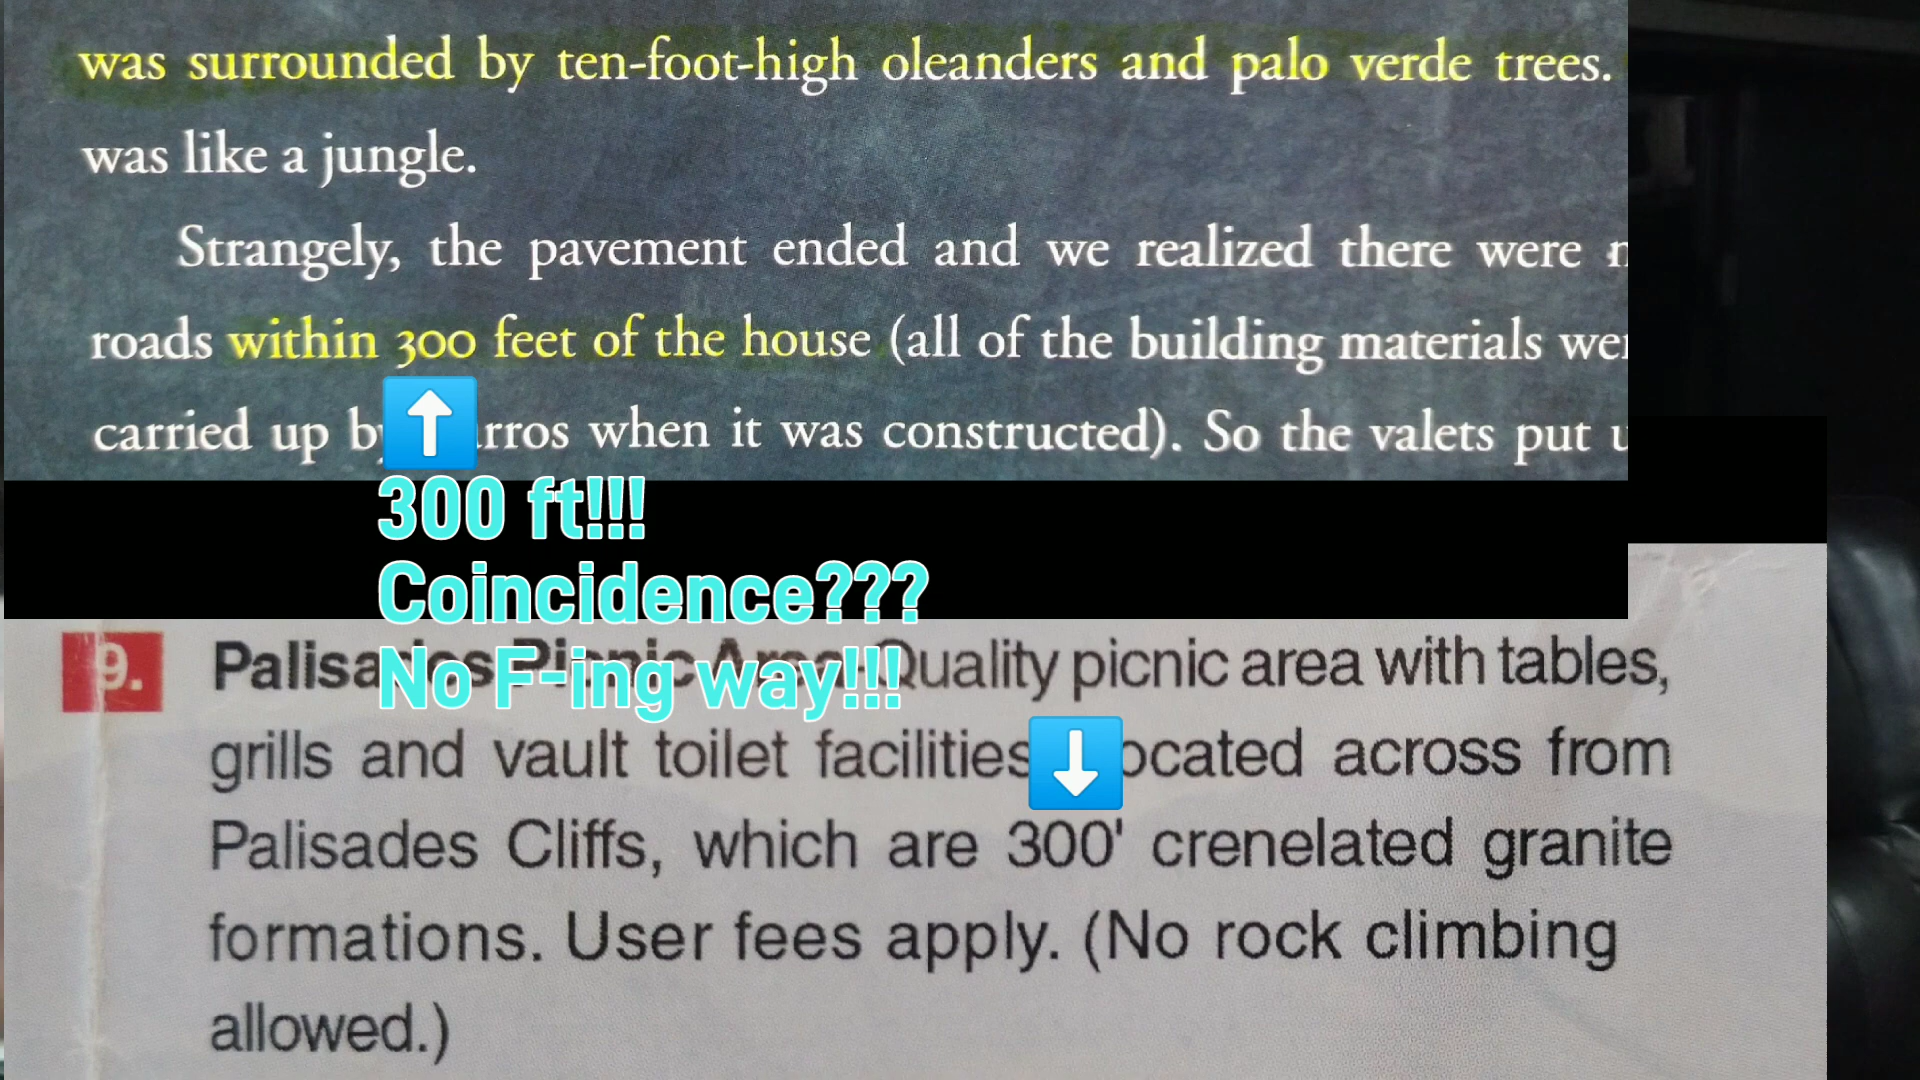 was surrounded by ten-foot-high oleanders and palo verde trees.
was like a jungle.
Strangely, the pavement ended and we realized there were
roads within 300 feet of the house (all of the building materials
carried up when it was constructed). So the valets put
300 ft!!!
Coincidence???
No F-ing way!!!
9. Picnic Area-Quality picnic area with tables,
grills and vault toilet facilities across from
Palisades Cliffs, which are 300' crenelated granite
formations. User fees apply. (No rock climbing
allowed.)